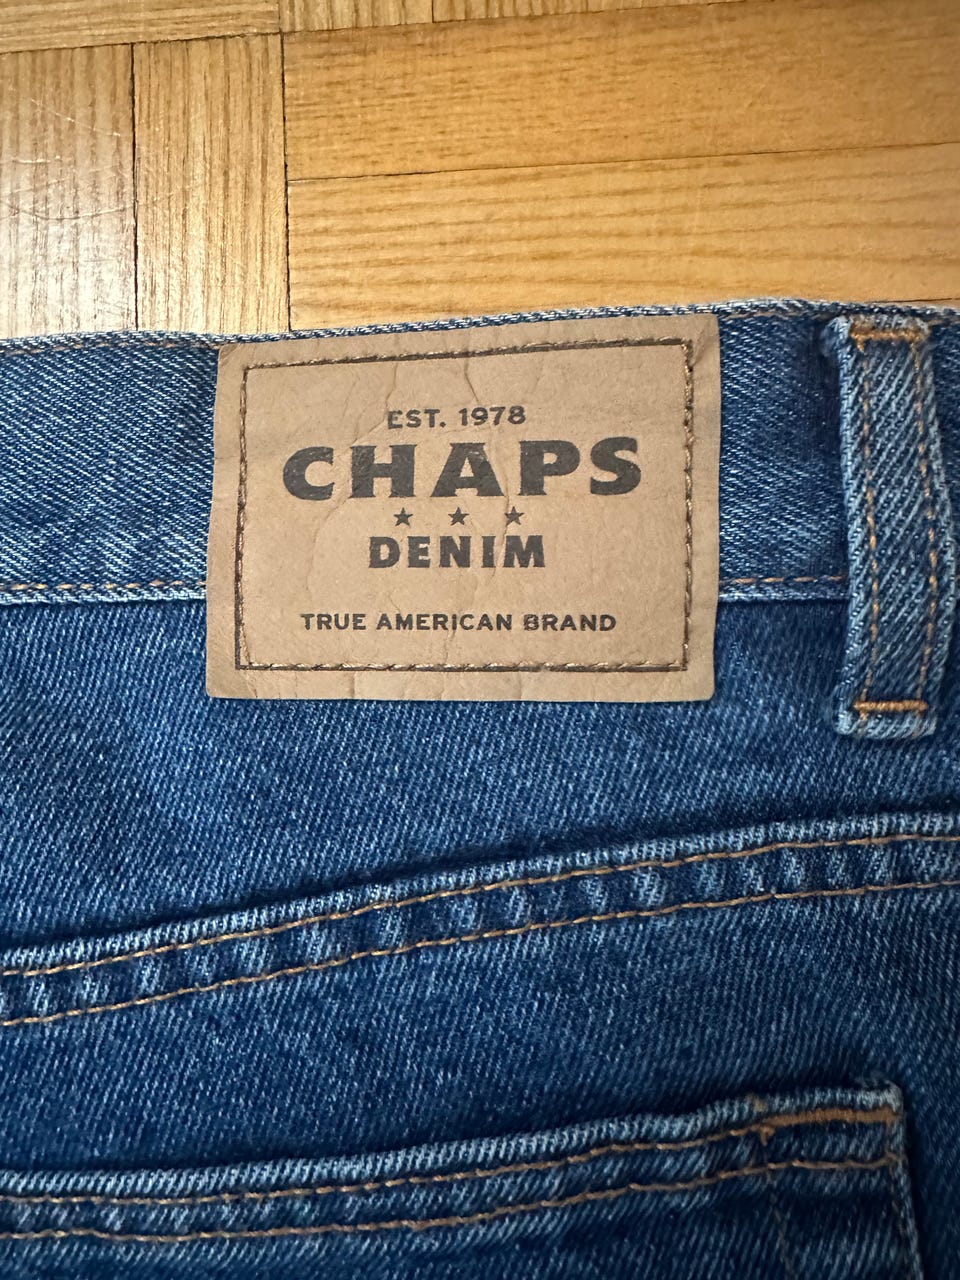 EST. 1978
CHAPS
★ ★ ★
DENIM
TRUE AMERICAN BRAND